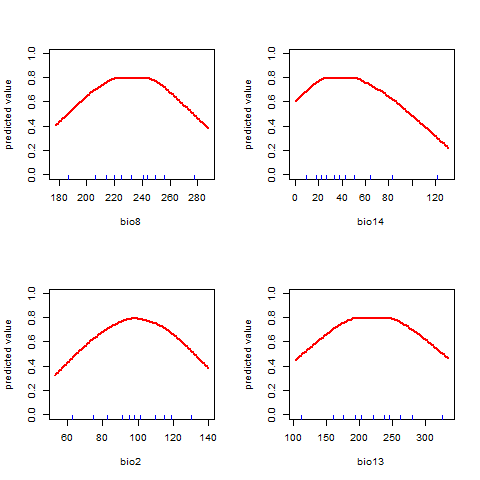 predicted value
0.0 0.2 0.4 0.6 0.8 1.0
180 200 220 240 260 280
bio8
predicted value
0.0 0.2 0.4 0.6 0.8 1.0
0 20 40 60 80 120
bio14
predicted value
0.0 0.2 0.4 0.6 0.8 1.0
60 80 100 120 140
bio2
predicted value
0.0 0.2 0.4 0.6 0.8 1.0
100 150 200 250 300
bio13